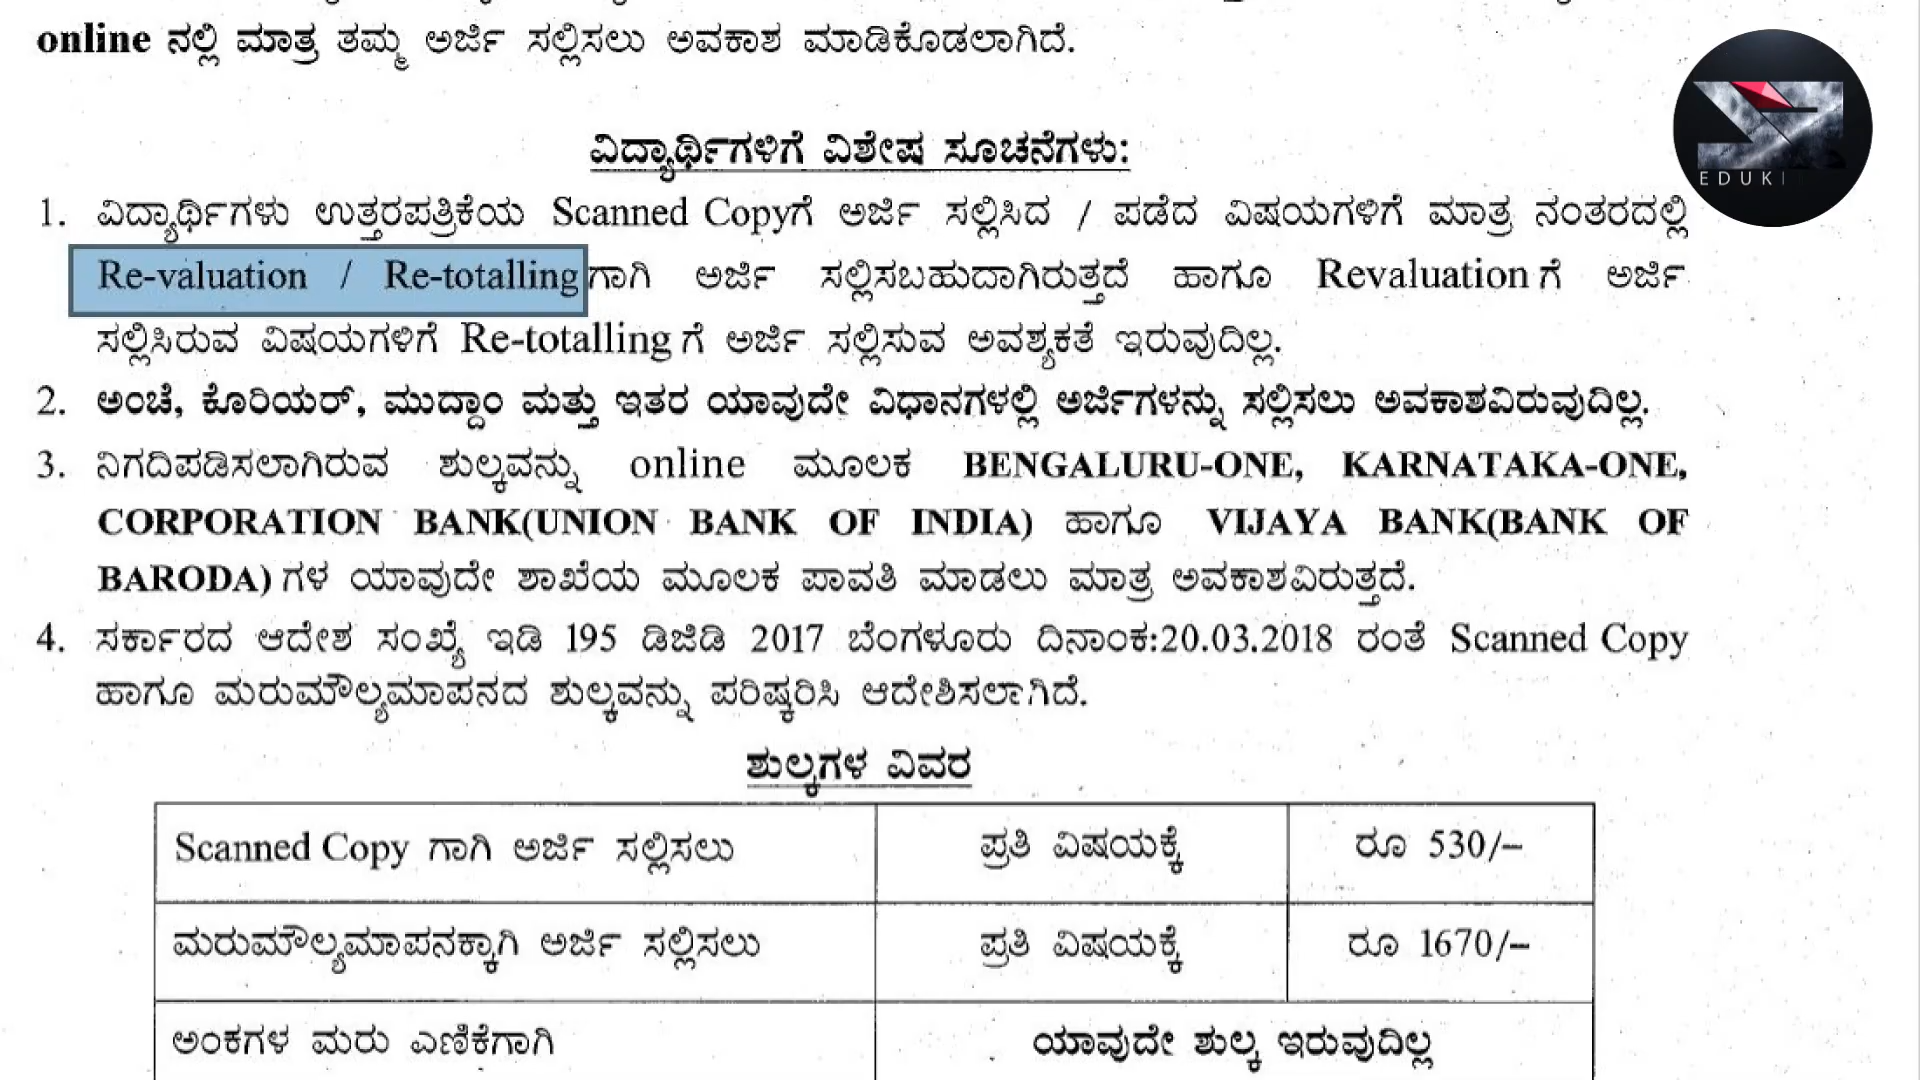 online ನಲ್ಲಿ ಮಾತ್ರ ತಮ್ಮ ಅರ್ಜಿ ಸಲ್ಲಿಸಲು ಅವಕಾಶ ಮಾಡಿಕೊಡಲಾಗಿದೆ.
EDUK
ವಿದ್ಯಾರ್ಥಿಗಳಿಗೆ ವಿಶೇಷ ಸೂಚನೆಗಳು:
1. ವಿದ್ಯಾರ್ಥಿಗಳು ಉತ್ತರಪತ್ರಿಕೆಯ Scanned Copyಗೆ ಅರ್ಜಿ ಸಲ್ಲಿಸಿದ / ಪಡೆದ ವಿಷಯಗಳಿಗೆ ಮಾತ್ರ ನಂತರದಲ್ಲಿ
Re-valuation / Re-totalling ಗಾಗಿ ಅರ್ಜಿ ಸಲ್ಲಿಸಬಹುದಾಗಿರುತ್ತದೆ ಹಾಗೂ Revaluation ಗೆ ಅರ್ಜಿ
ಸಲ್ಲಿಸಿರುವ ವಿಷಯಗಳಿಗೆ Re-totalling ಗೆ ಅರ್ಜಿ ಸಲ್ಲಿಸುವ ಅವಶ್ಯಕತೆ ಇರುವುದಿಲ್ಲ.
2. ಅಂಚೆ, ಕೊರಿಯರ್, ಮುದ್ದಾಂ ಮತ್ತು ಇತರ ಯಾವುದೇ ವಿಧಾನಗಳಲ್ಲಿ ಅರ್ಜಿಗಳನ್ನು ಸಲ್ಲಿಸಲು ಅವಕಾಶವಿರುವುದಿಲ್ಲ.
3. ನಿಗದಿಪಡಿಸಲಾಗಿರುವ ಶುಲ್ಕವನ್ನು online ಮೂಲಕ BENGALURU-ONE, KARNATAKA-ONE,
CORPORATION BANK(UNION BANK OF INDIA) ಹಾಗೂ VIJAYA BANK(BANK OF
BARODA) ಗಳ ಯಾವುದೇ ಶಾಖೆಯ ಮೂಲಕ ಪಾವತಿ ಮಾಡಲು ಮಾತ್ರ ಅವಕಾಶವಿರುತ್ತದೆ.
4. ಸರ್ಕಾರದ ಆದೇಶ ಸಂಖ್ಯೆ ಇಡಿ 195 ಡಿಜಿಡಿ 2017 ಬೆಂಗಳೂರು ದಿನಾಂಕ:20.03.2018 ರಂತೆ Scanned Copy
ಹಾಗೂ ಮರುಮೌಲ್ಯಮಾಪನದ ಶುಲ್ಕವನ್ನು ಪರಿಷ್ಕರಿಸಿ ಆದೇಶಿಸಲಾಗಿದೆ.
ಶುಲ್ಕಗಳ ವಿವರ
Scanned Copy ಗಾಗಿ ಅರ್ಜಿ ಸಲ್ಲಿಸಲು ಪ್ರತಿ ವಿಷಯಕ್ಕೆ ರೂ 530/-
ಮರುಮೌಲ್ಯಮಾಪನಕ್ಕಾಗಿ ಅರ್ಜಿ ಸಲ್ಲಿಸಲು ಪ್ರತಿ ವಿಷಯಕ್ಕೆ ರೂ 1670/-
ಅಂಕಗಳ ಮರು ಎಣಿಕೆಗಾಗಿ ಯಾವುದೇ ಶುಲ್ಕ ಇರುವುದಿಲ್ಲ